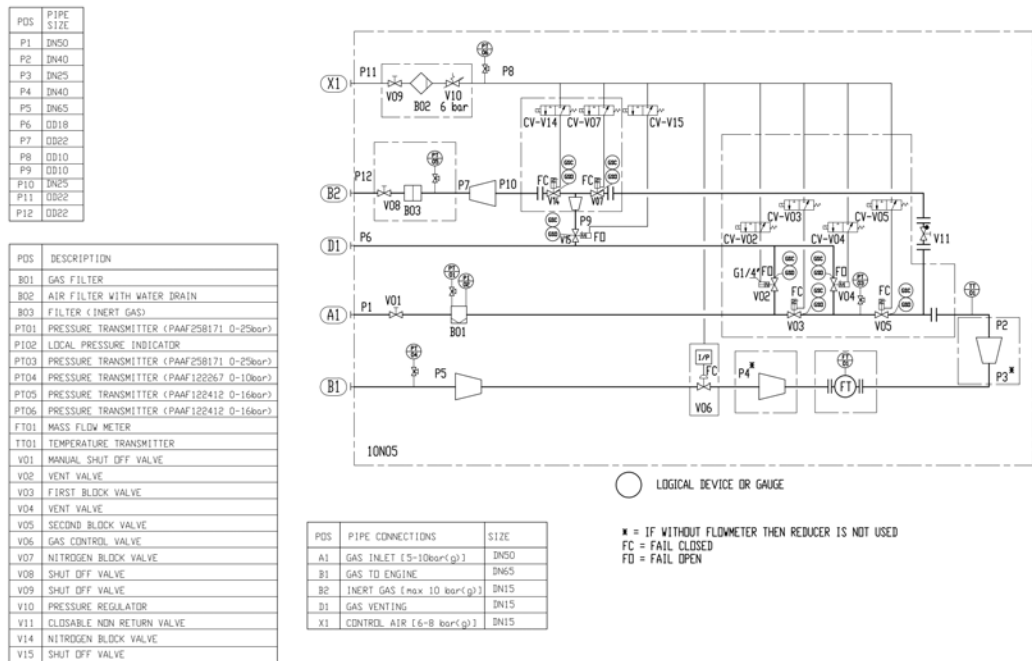 POS PIPE SIZE
P1 DN50
P2 DN40
P3 DN25
P4 DN40
P5 DN65
P6 OD18
P7 OD22
P8 OD10
P9 OD10
P10 DN25
P11 OD22
P12 OD22
POS DESCRIPTION
B01 GAS FILTER
B02 AIR FILTER WITH WATER DRAIN
B03 FILTER (INERT GAS)
PT01 PRESSURE TRANSMITTER (PAAF258171 0-25bar)
PI02 LOCAL PRESSURE INDICATOR
PT03 PRESSURE TRANSMITTER (PAAF258171 0-25bar)
PT04 PRESSURE TRANSMITTER (PAAF122267 0-10bar)
PT05 PRESSURE TRANSMITTER (PAAF122412 0-16bar)
PT06 PRESSURE TRANSMITTER (PAAF122412 0-16bar)
FT01 MASS FLOW METER
TT01 TEMPERATURE TRANSMITTER
V01 MANUAL SHUT OFF VALVE
V02 VENT VALVE
V03 FIRST BLOCK VALVE
V04 VENT VALVE
V05 SECOND BLOCK VALVE
V06 GAS CONTROL VALVE
V07 NITROGEN BLOCK VALVE
V08 SHUT OFF VALVE
V09 SHUT OFF VALVE
V10 PRESSURE REGULATOR
V11 CLOSABLE NON RETURN VALVE
V14 NITROGEN BLOCK VALVE
V15 SHUT OFF VALVE
X1 P11 P8
V09 B02 V10
6 bar
CV-V14 CV-V07 CV-V15
B2 P12 P7 P10 FC FC
V08 B03 V14 V07
P9
V15 FO
D1 P6
CV-V03 CV-V05
CV-V02 CV-V04
V11
G1/4" FO FO
V02 V04
A1 P1 V01 FC FC
B01 V03 V05
P2
P3*
B1 P5 I/P FC P4* FT
V06
10N05
LOGICAL DEVICE OR GAUGE
* = IF WITHOUT FLOWMETER THEN REDUCER IS NOT USED
FC = FAIL CLOSED
FO = FAIL OPEN
POS PIPE CONNECTIONS SIZE
A1 GAS INLET [5-10bar(g)] DN50
B1 GAS TO ENGINE DN65
B2 INERT GAS [max 10 bar(g)] DN15
D1 GAS VENTING DN15
X1 CONTROL AIR [6-8 bar(g)] DN15